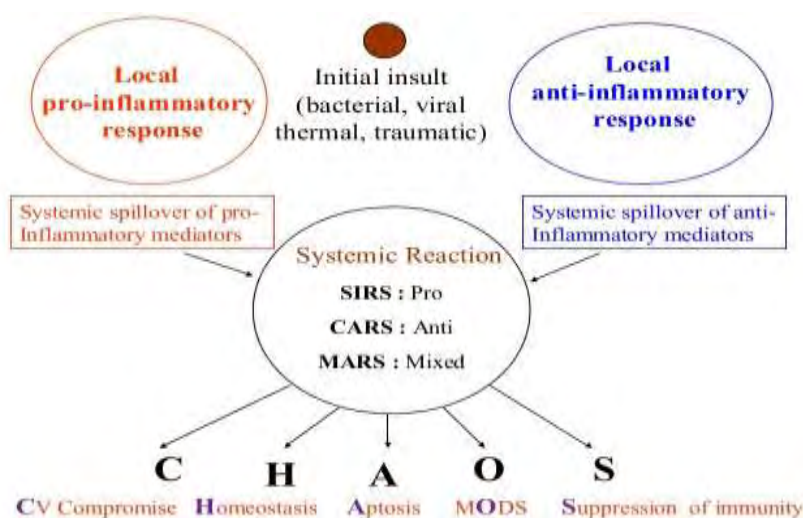 Local
pro-inflammatory
response
Initial insult
(bacterial, viral
thermal, traumatic)
Local
anti-inflammatory
response
Systemic spillover of pro-
Inflammatory mediators
Systemic spillover of anti-
Inflammatory mediators
Systemic Reaction
SIRS : Pro
CARS : Anti
MARS : Mixed
C H A O S
CV Compromise Homeostasis Aptosis MODS Suppression of immunity